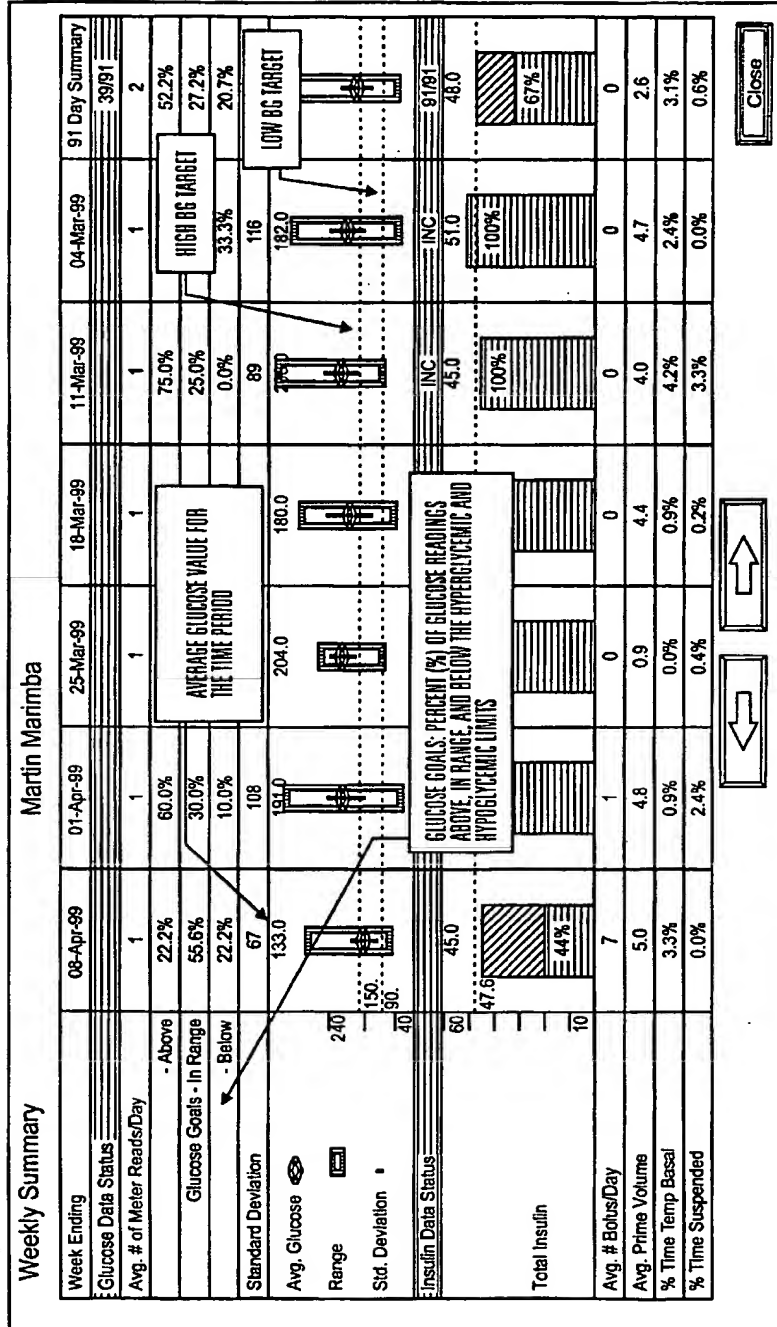 Weekly Summary
Martin Marimba
Week Ending 08-Apr-99 01-Apr-99 25-Mar-99 18-Mar-99 11-Mar-99 04-Mar-99 91 Day Summary
Glucose Data Status 39/91
Avg. # of Meter Reads/Day 1 1 1 1 1 1 2
- Above 22.2% 60.0% 75.0% 52.2%
Glucose Goals - In Range 55.6% 30.0% 25.0% 27.2%
- Below 22.2% 10.0% 0.0% 33.3% 20.7%
Standard Deviation 67 108 89 116
AVERAGE GLUCOSE VALUE FOR
THE TIME PERIOD
HIGH BG TARGET
LOW BG TARGET
Avg. Glucose 133.0 191.0 204.0 180.0 182.0
Range
Std. Deviation
240
150.
90.
40
GLUCOSE GOALS: PERCENT (%) OF GLUCOSE READINGS
ABOVE, IN RANGE, AND BELOW THE HYPERGLYCEMIC AND
HYPOGLYCEMIC LIMITS
Insulin Data Status INC INC 91/91
Total Insulin
60
45.0 45.0 51.0 48.0
47.6
10
44% 100% 100% 67%
Avg. # Bolus/Day 7 1 0 0 0 0 0
Avg. Prime Volume 5.0 4.8 0.9 4.4 4.0 4.7 2.6
% Time Temp Basal 3.3% 0.9% 0.0% 0.9% 4.2% 2.4% 3.1%
% Time Suspended 0.0% 2.4% 0.4% 0.2% 3.3% 0.0% 0.6%
Close